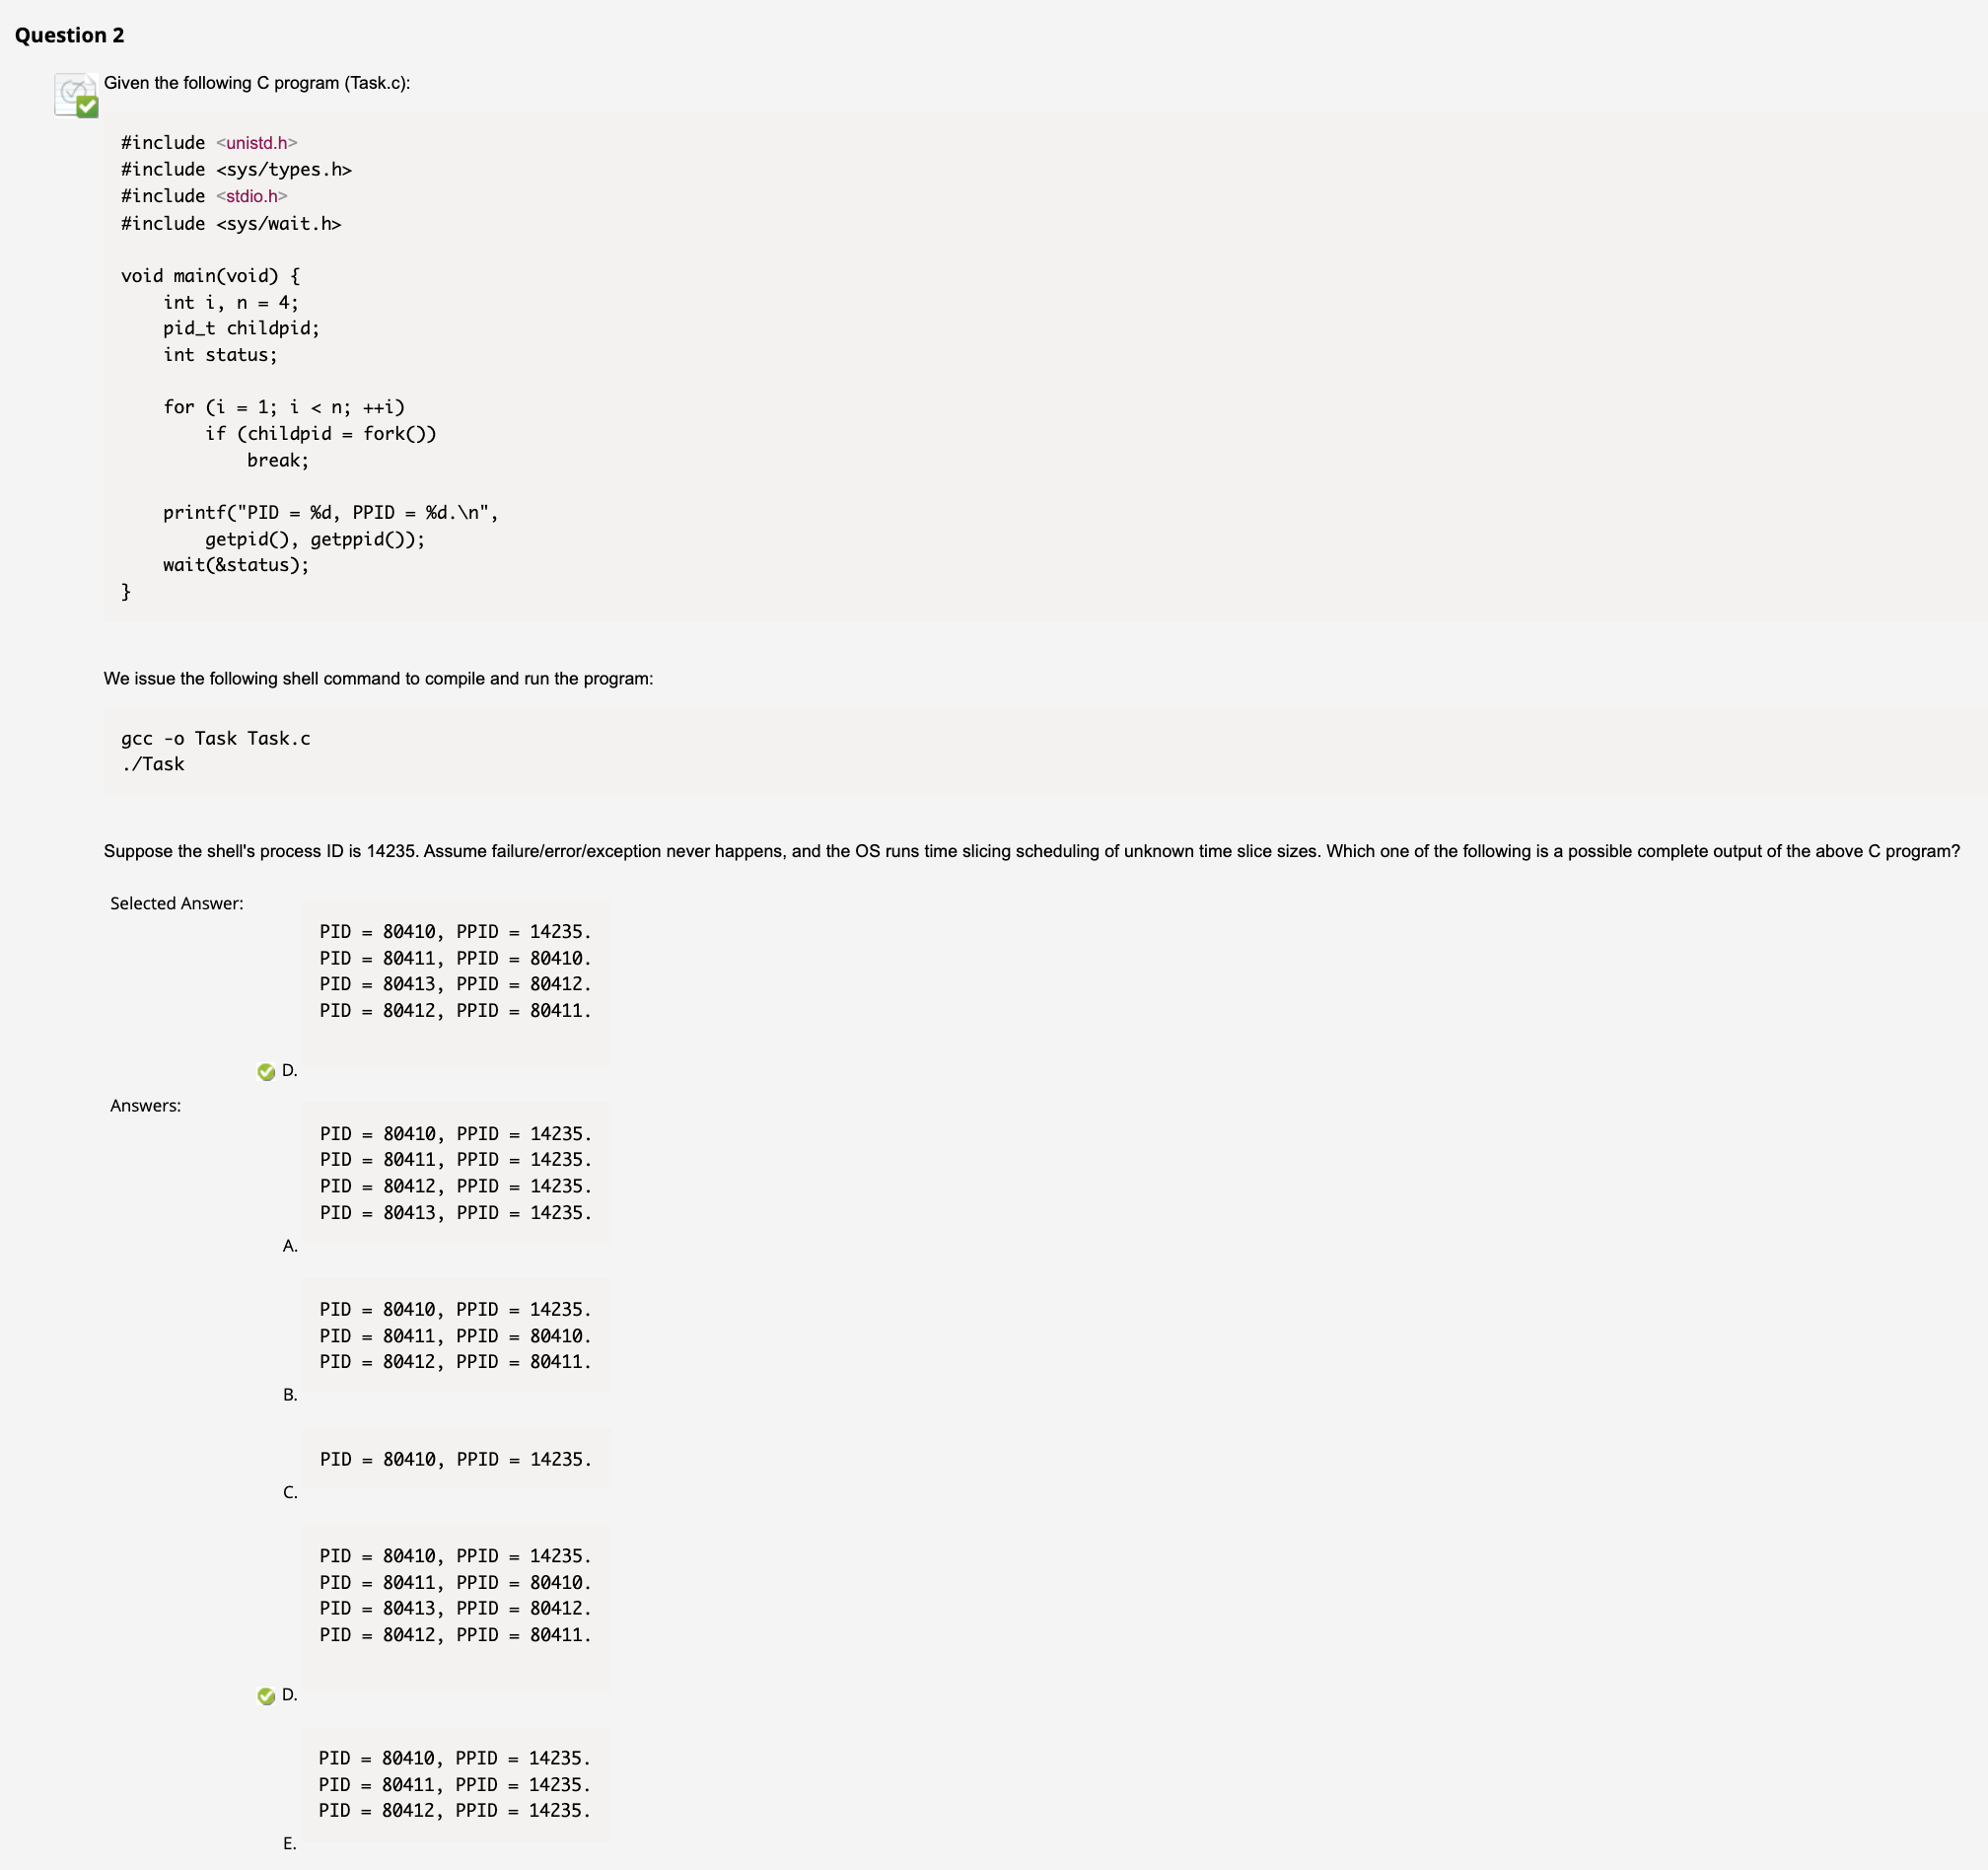 Question 2
Given the following C program (Task.c):
#include <unistd.h>
#include <sys/types.h>
#include <stdio.h>
#include <sys/wait.h>
void main(void) {
    int i, n = 4;
    pid_t childpid;
    int status;
    for (i = 1; i < n; ++i)
        if (childpid = fork())
            break;
    printf("PID = %d, PPID = %d.\n",
        getpid(), getppid());
    wait(&status);
}
We issue the following shell command to compile and run the program:
gcc -o Task Task.c
./Task
Suppose the shell's process ID is 14235. Assume failure/error/exception never happens, and the OS runs time slicing scheduling of unknown time slice sizes. Which one of the following is a possible complete output of the above C program?
Selected Answer:
PID = 80410, PPID = 14235.
PID = 80411, PPID = 80410.
PID = 80413, PPID = 80412.
PID = 80412, PPID = 80411.
D.
Answers:
PID = 80410, PPID = 14235.
PID = 80411, PPID = 14235.
PID = 80412, PPID = 14235.
PID = 80413, PPID = 14235.
A.
PID = 80410, PPID = 14235.
PID = 80411, PPID = 80410.
PID = 80412, PPID = 80411.
B.
PID = 80410, PPID = 14235.
C.
PID = 80410, PPID = 14235.
PID = 80411, PPID = 80410.
PID = 80413, PPID = 80412.
PID = 80412, PPID = 80411.
D.
PID = 80410, PPID = 14235.
PID = 80411, PPID = 14235.
PID = 80412, PPID = 14235.
E.